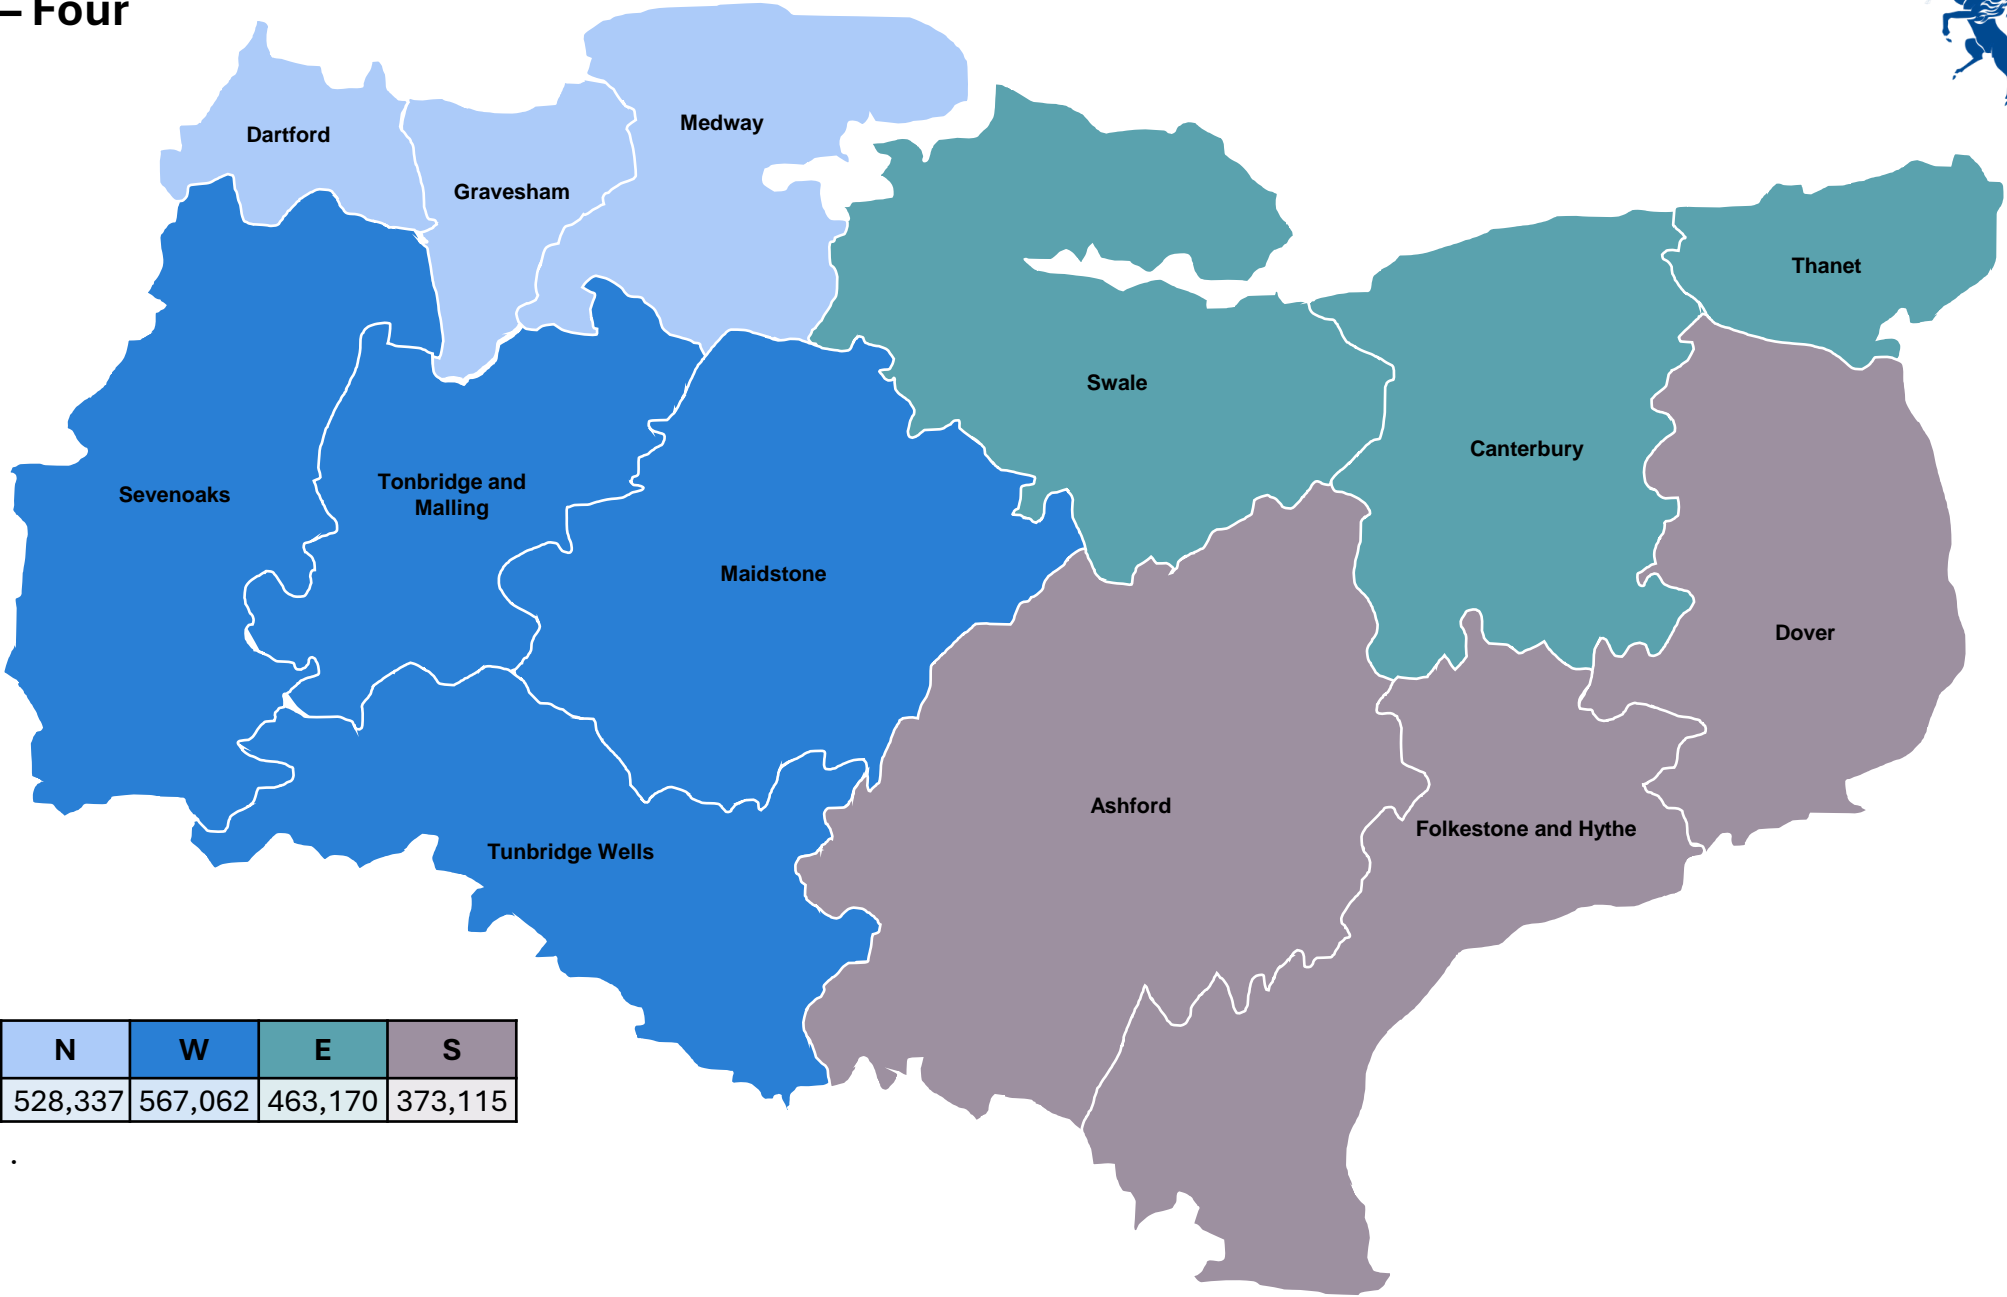 – Four
Dartford
Medway
Gravesham
Thanet
Swale
Canterbury
Sevenoaks
Tonbridge and
Malling
Maidstone
Dover
Ashford
Folkestone and Hythe
Tunbridge Wells
N W E S
528,337 567,062 463,170 373,115
.